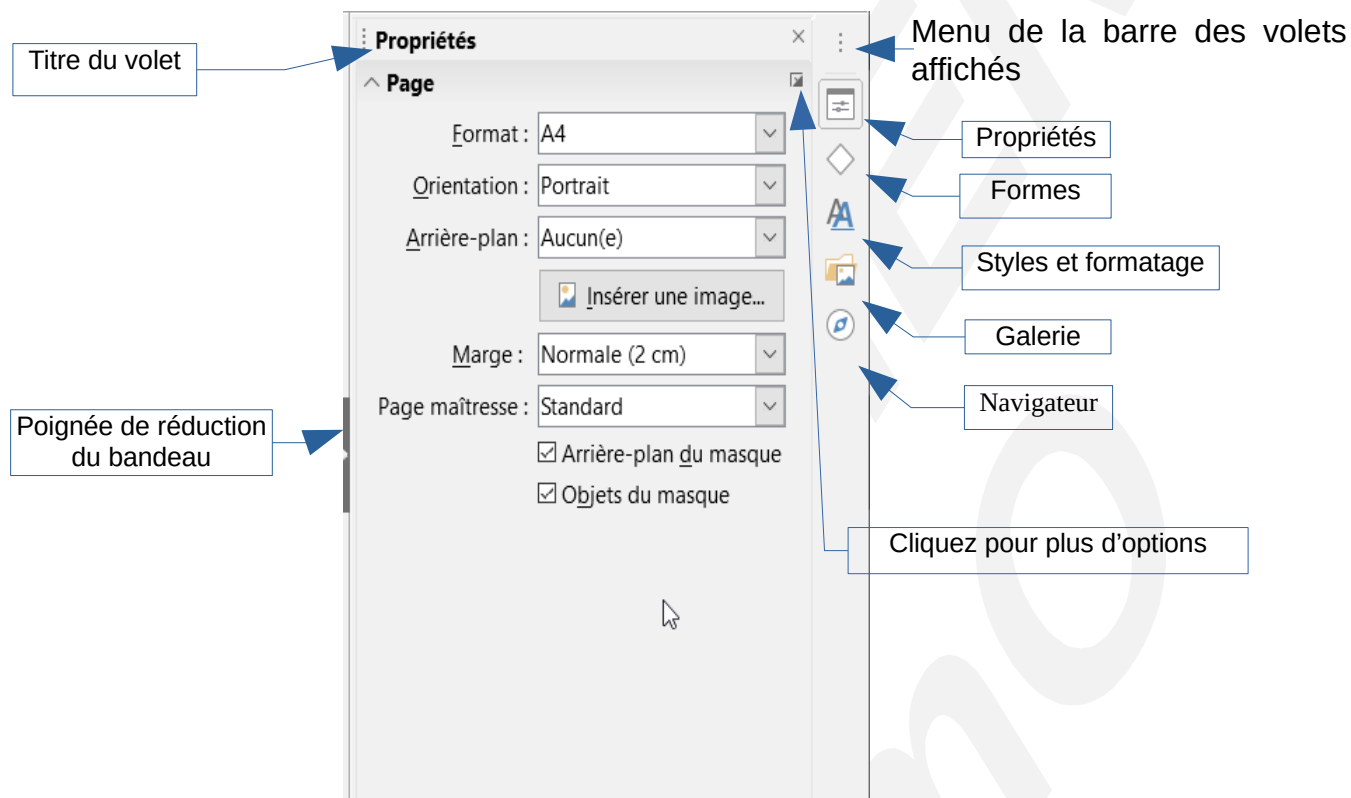 Titre du volet
Propriétés
Menu de la barre des volets
affichés
Page
Format : A4
Propriétés
Orientation : Portrait
Formes
Arrière-plan : Aucun(e)
Styles et formatage
Insérer une image...
Galerie
Marge : Normale (2 cm)
Page maîtresse : Standard
Navigateur
Poignée de réduction
du bandeau
Arrière-plan du masque
Objets du masque
Cliquez pour plus d’options